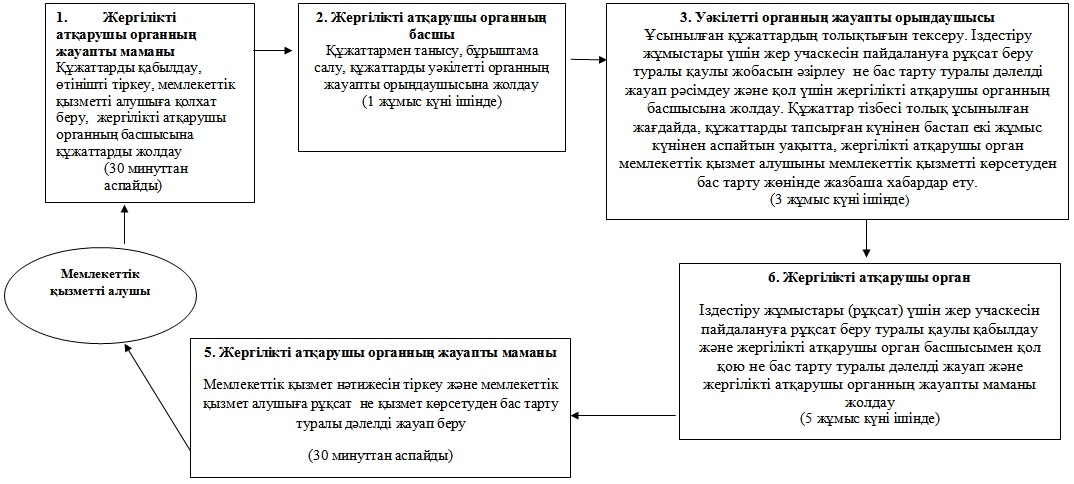 1. Жергілікті
атқарушы органның
жауапты маманы
Құжаттарды қабылдау,
өтінішті тіркеу, мемлекеттік
қызметті алушыға қолхат
беру, жергілікті атқарушы
органның басшысына
құжаттарды жолдау
(30 минуттан
аспайды)
2. Жергілікті атқарушы органның
басшы
Құжаттармен танысу, бұрыштама
салу, құжаттарды уәкілетті органның
жауапты орындаушысына жолдау
(1 жұмыс күні ішінде)
3. Уәкілетті органның жауапты орындаушысы
Ұсынылған құжаттардың толықтығын тексеру. Іздестіру
жұмыстары үшін жер учаскесін пайдалануға рұқсат беру
туралы қаулы жобасын әзірлеу не бас тарту туралы дәлелді
жауап рәсімдеу және қол үшін жергілікті атқарушы органның
басшысына жолдау. Құжаттар тізбесі толық ұсынылған
жағдайда, құжаттарды тапсырған күнінен бастап екі жұмыс
күнінен аспайтын уақытта, жергілікті атқарушы орган
мемлекеттік қызмет алушыны мемлекеттік қызметті көрсетуден
бас тарту жөнінде жазбаша хабардар ету.
(3 жұмыс күні ішінде)
6. Жергілікті атқарушы орган
Іздестіру жұмыстары (рұқсат) үшін жер учаскесін
пайдалануға рұқсат беру туралы қаулы қабылдау
және жергілікті атқарушы орган басшысымен қол
қою не бас тарту туралы дәлелді жауап және
жергілікті атқарушы органның жауапты маманы
жолдау
(5 жұмыс күні ішінде)
5. Жергілікті атқарушы органның жауапты маманы
Мемлекеттік қызмет нәтижесін тіркеу және мемлекеттік
қызмет алушыға рұқсат не қызмет көрсетуден бас тарту
туралы дәлелді жауап беру
(30 минуттан аспайды)
Мемлекеттік
қызметті алушы